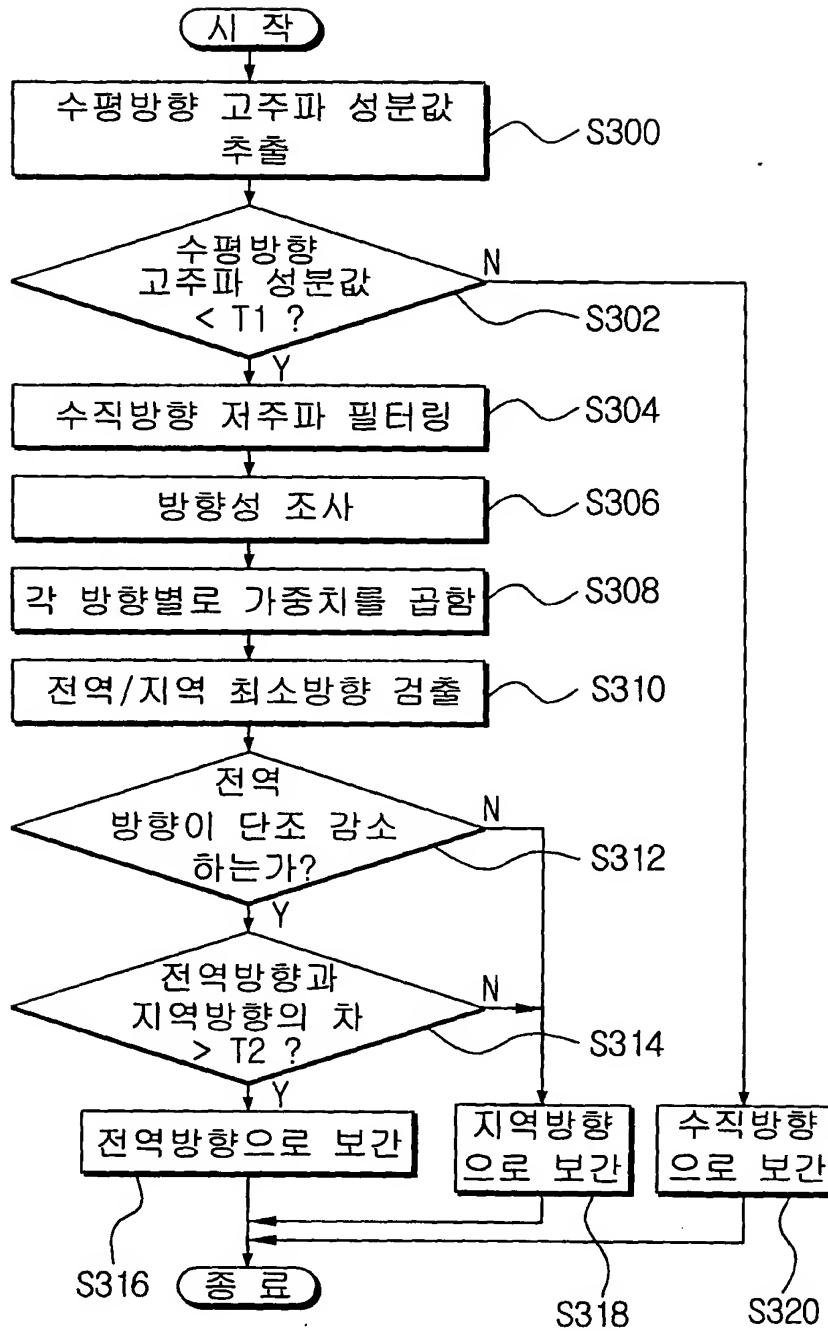 시 작
수평방향 고주파 성분값
추출
S300
수평방향
고주파 성분값
< T1 ?
N
S302
Y
수직방향 저주파 필터링
S304
방향성 조사
S306
각 방향별로 가중치를 곱함
S308
전역/지역 최소방향 검출
S310
전역
방향이 단조 감소
하는가?
N
S312
Y
전역방향과
지역방향의 차
> T2 ?
N
S314
Y
전역방향으로 보간
S316
지역방향
으로 보간
S318
수직방향
으로 보간
S320
종 료